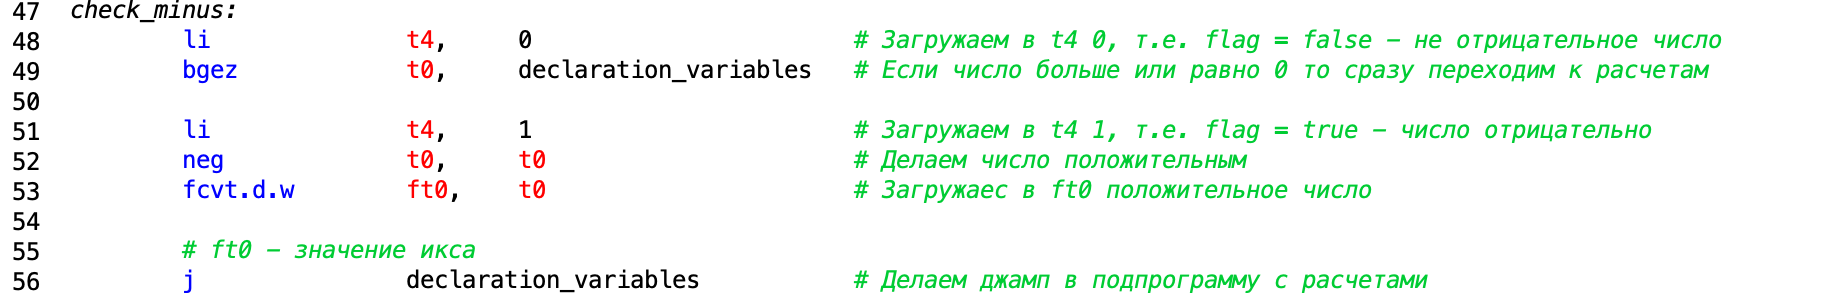 47 check_minus:
48 li t4, 0 # Загружаем в t4 0, т.е. flag = false – не отрицательное число
49 bgez t0, declaration_variables # Если число больше или равно 0 то сразу переходим к расчетам
50
51 li t4, 1 # Загружаем в t4 1, т.е. flag = true – число отрицательно
52 neg t0, t0 # Делаем число положительным
53 fcvt.d.w ft0, t0 # Загружаес в ft0 положительное число
54
55 # ft0 – значение икса
56 j declaration_variables # Делаем джамп в подпрограмму с расчетами